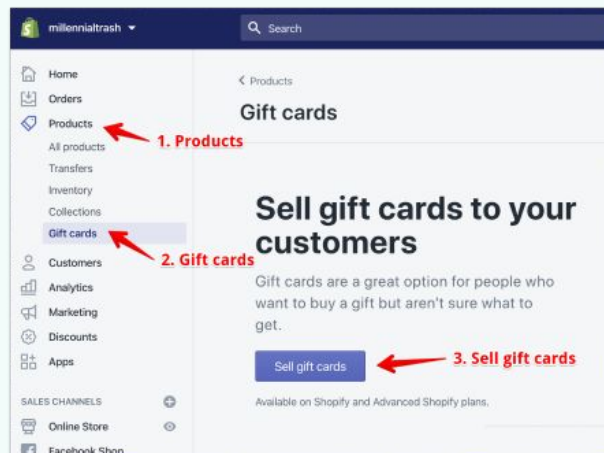 millennialtrash
Search
Home
Orders
Products
All products
Transfers
Inventory
Collections
Gift cards
Customers
Analytics
Marketing
Discounts
Apps
SALES CHANNELS
Online Store
Facebook Shop
1. Products
2. Gift cards
Products
Gift cards
Sell gift cards to your
customers
Gift cards are a great option for people who
want to buy a gift but aren't sure what to
get.
Sell gift cards
3. Sell gift cards
Available on Shopify and Advanced Shopify plans.